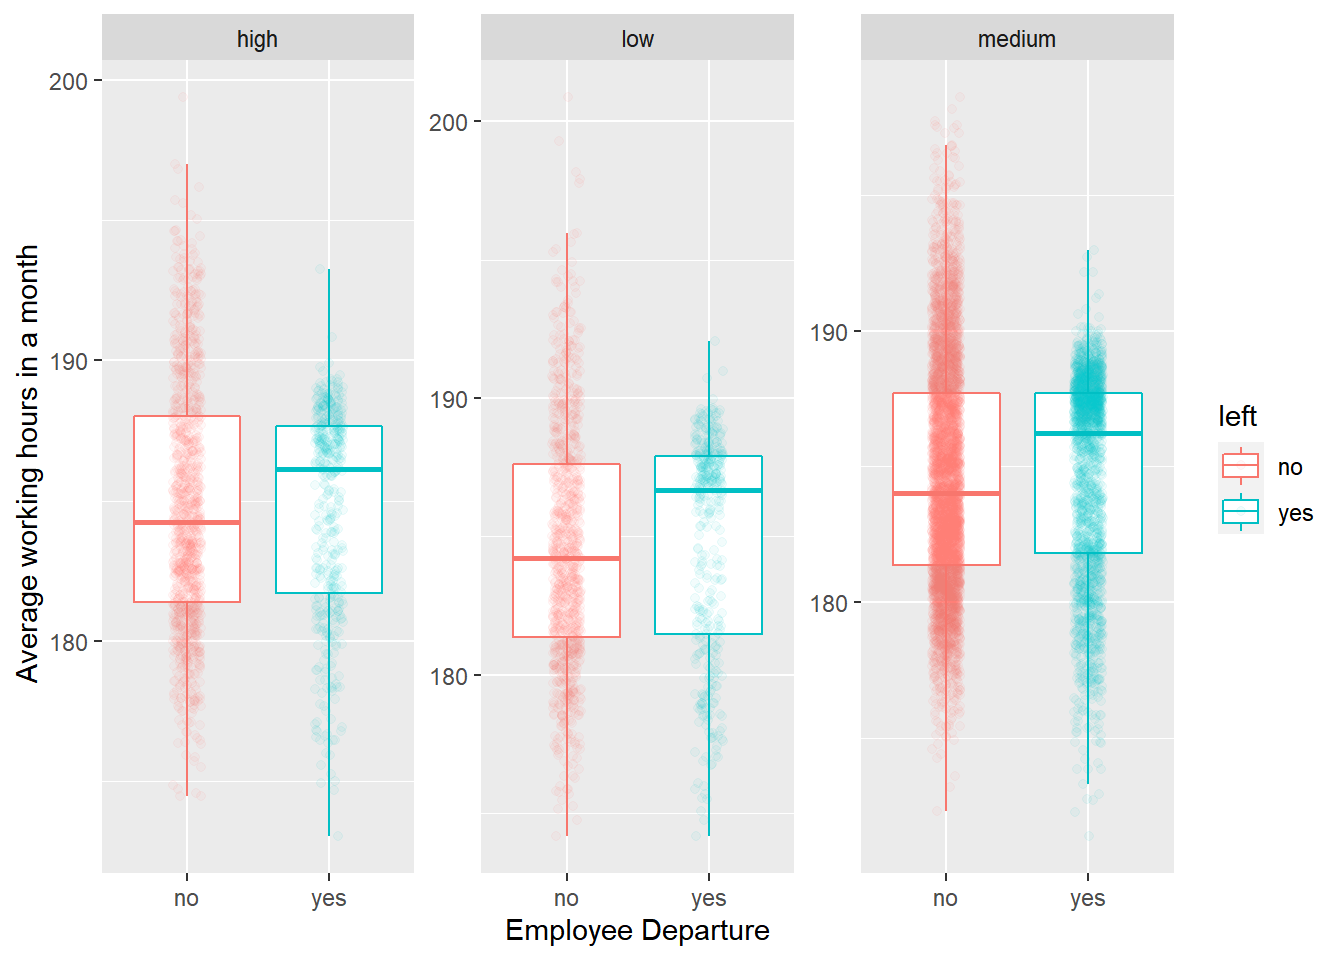 high
low
medium
200
190
180
200
190
180
190
180
no
yes
no
yes
no
yes
Average working hours in a month
Employee Departure
left
no
yes